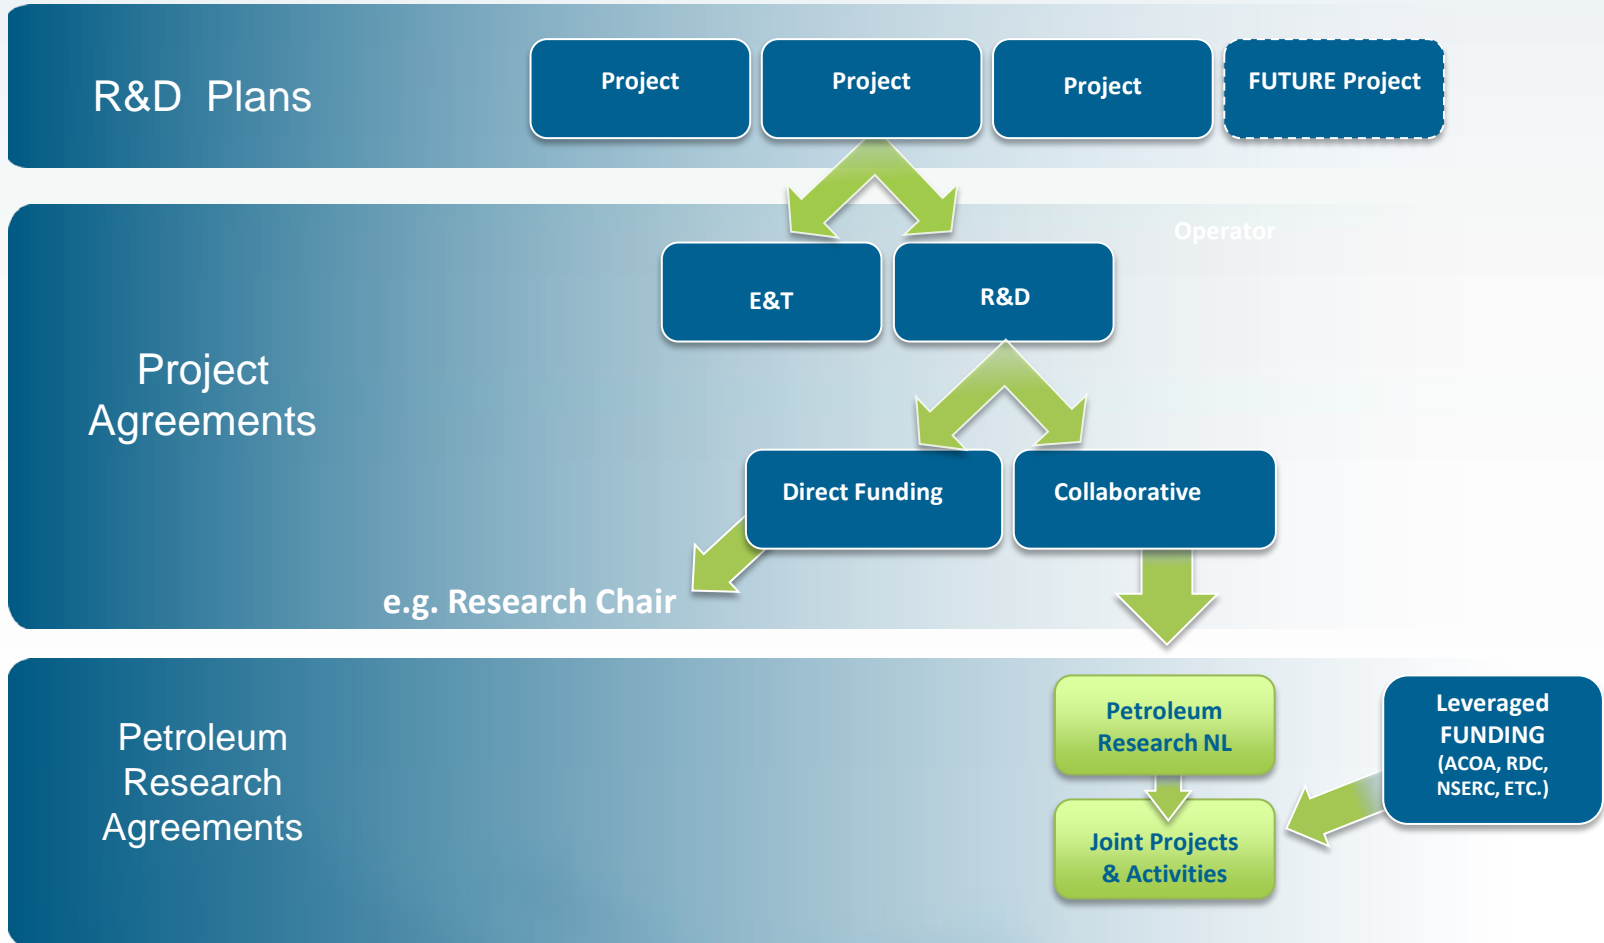 R&D Plans
Project
Project
Project
FUTURE Project
Operator
E&T
R&D
Project
Agreements
Direct Funding
Collaborative
e.g. Research Chair
Petroleum
Research
Agreements
Petroleum
Research NL
Leveraged
FUNDING
(ACOA, RDC,
NSERC, ETC.)
Joint Projects
& Activities